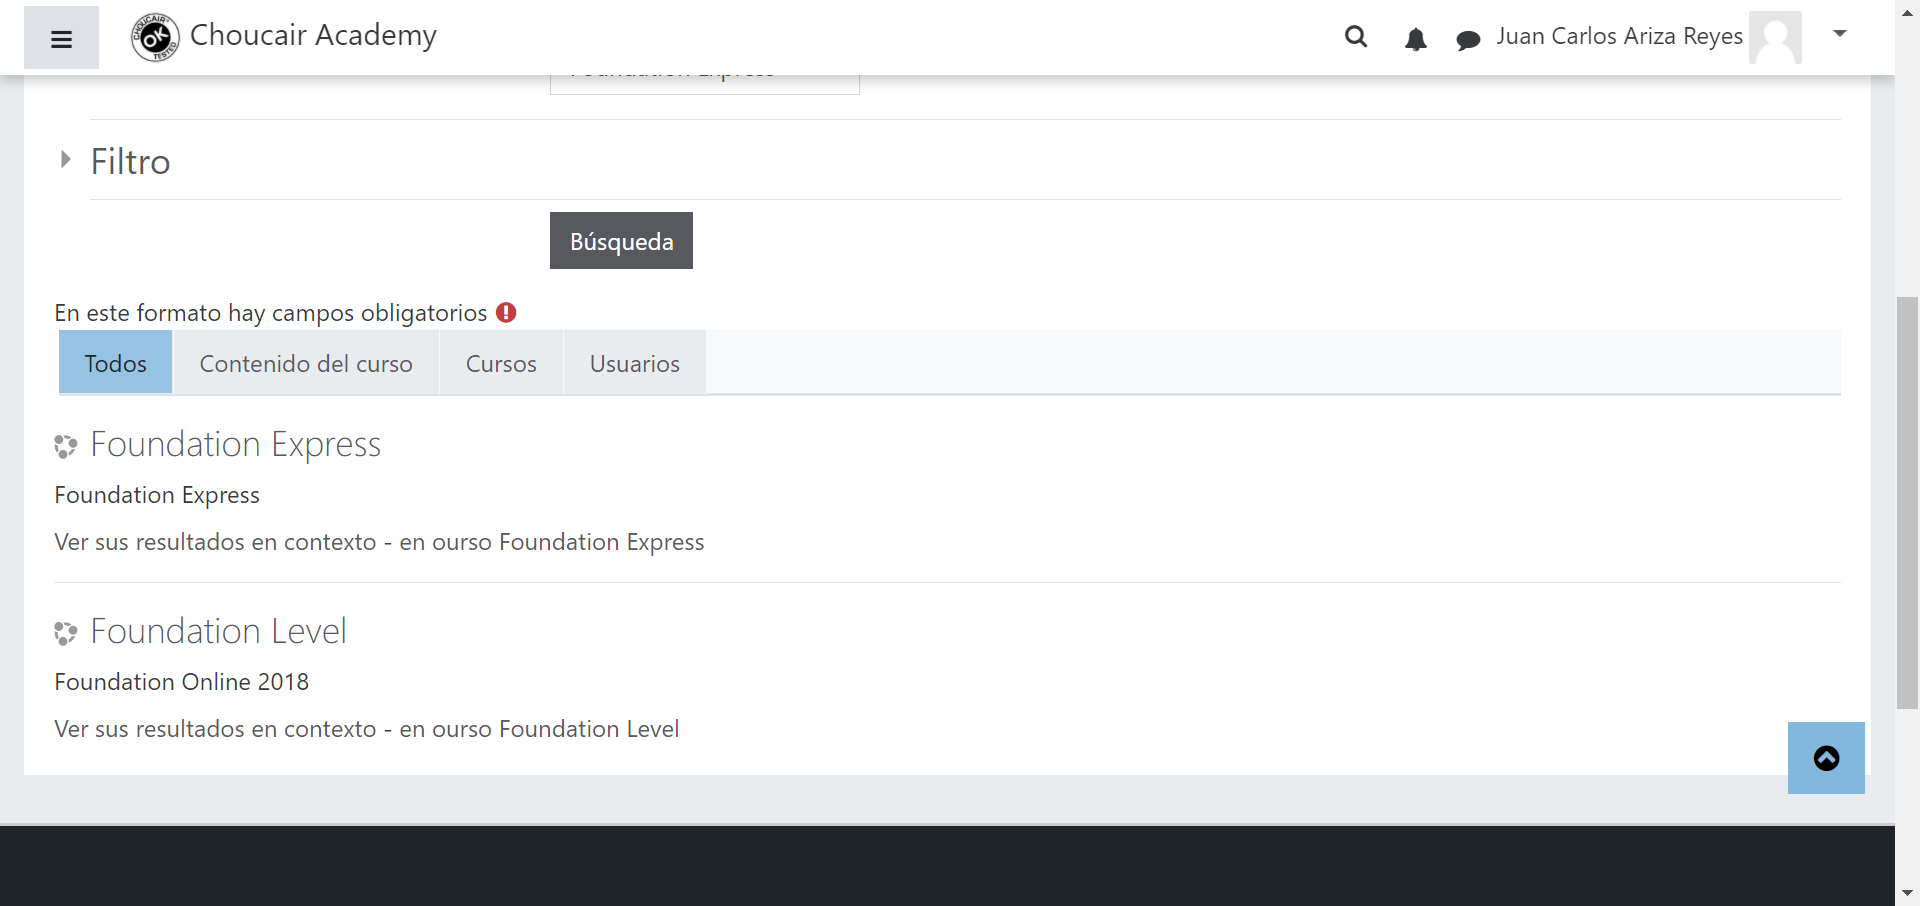 Choucair Academy
Juan Carlos Ariza Reyes
Foundation Express
Filtro
Búsqueda
En este formato hay campos obligatorios
Todos
Contenido del curso
Cursos
Usuarios
Foundation Express
Foundation Express
Ver sus resultados en contexto - en ourso Foundation Express
Foundation Level
Foundation Online 2018
Ver sus resultados en contexto - en ourso Foundation Level